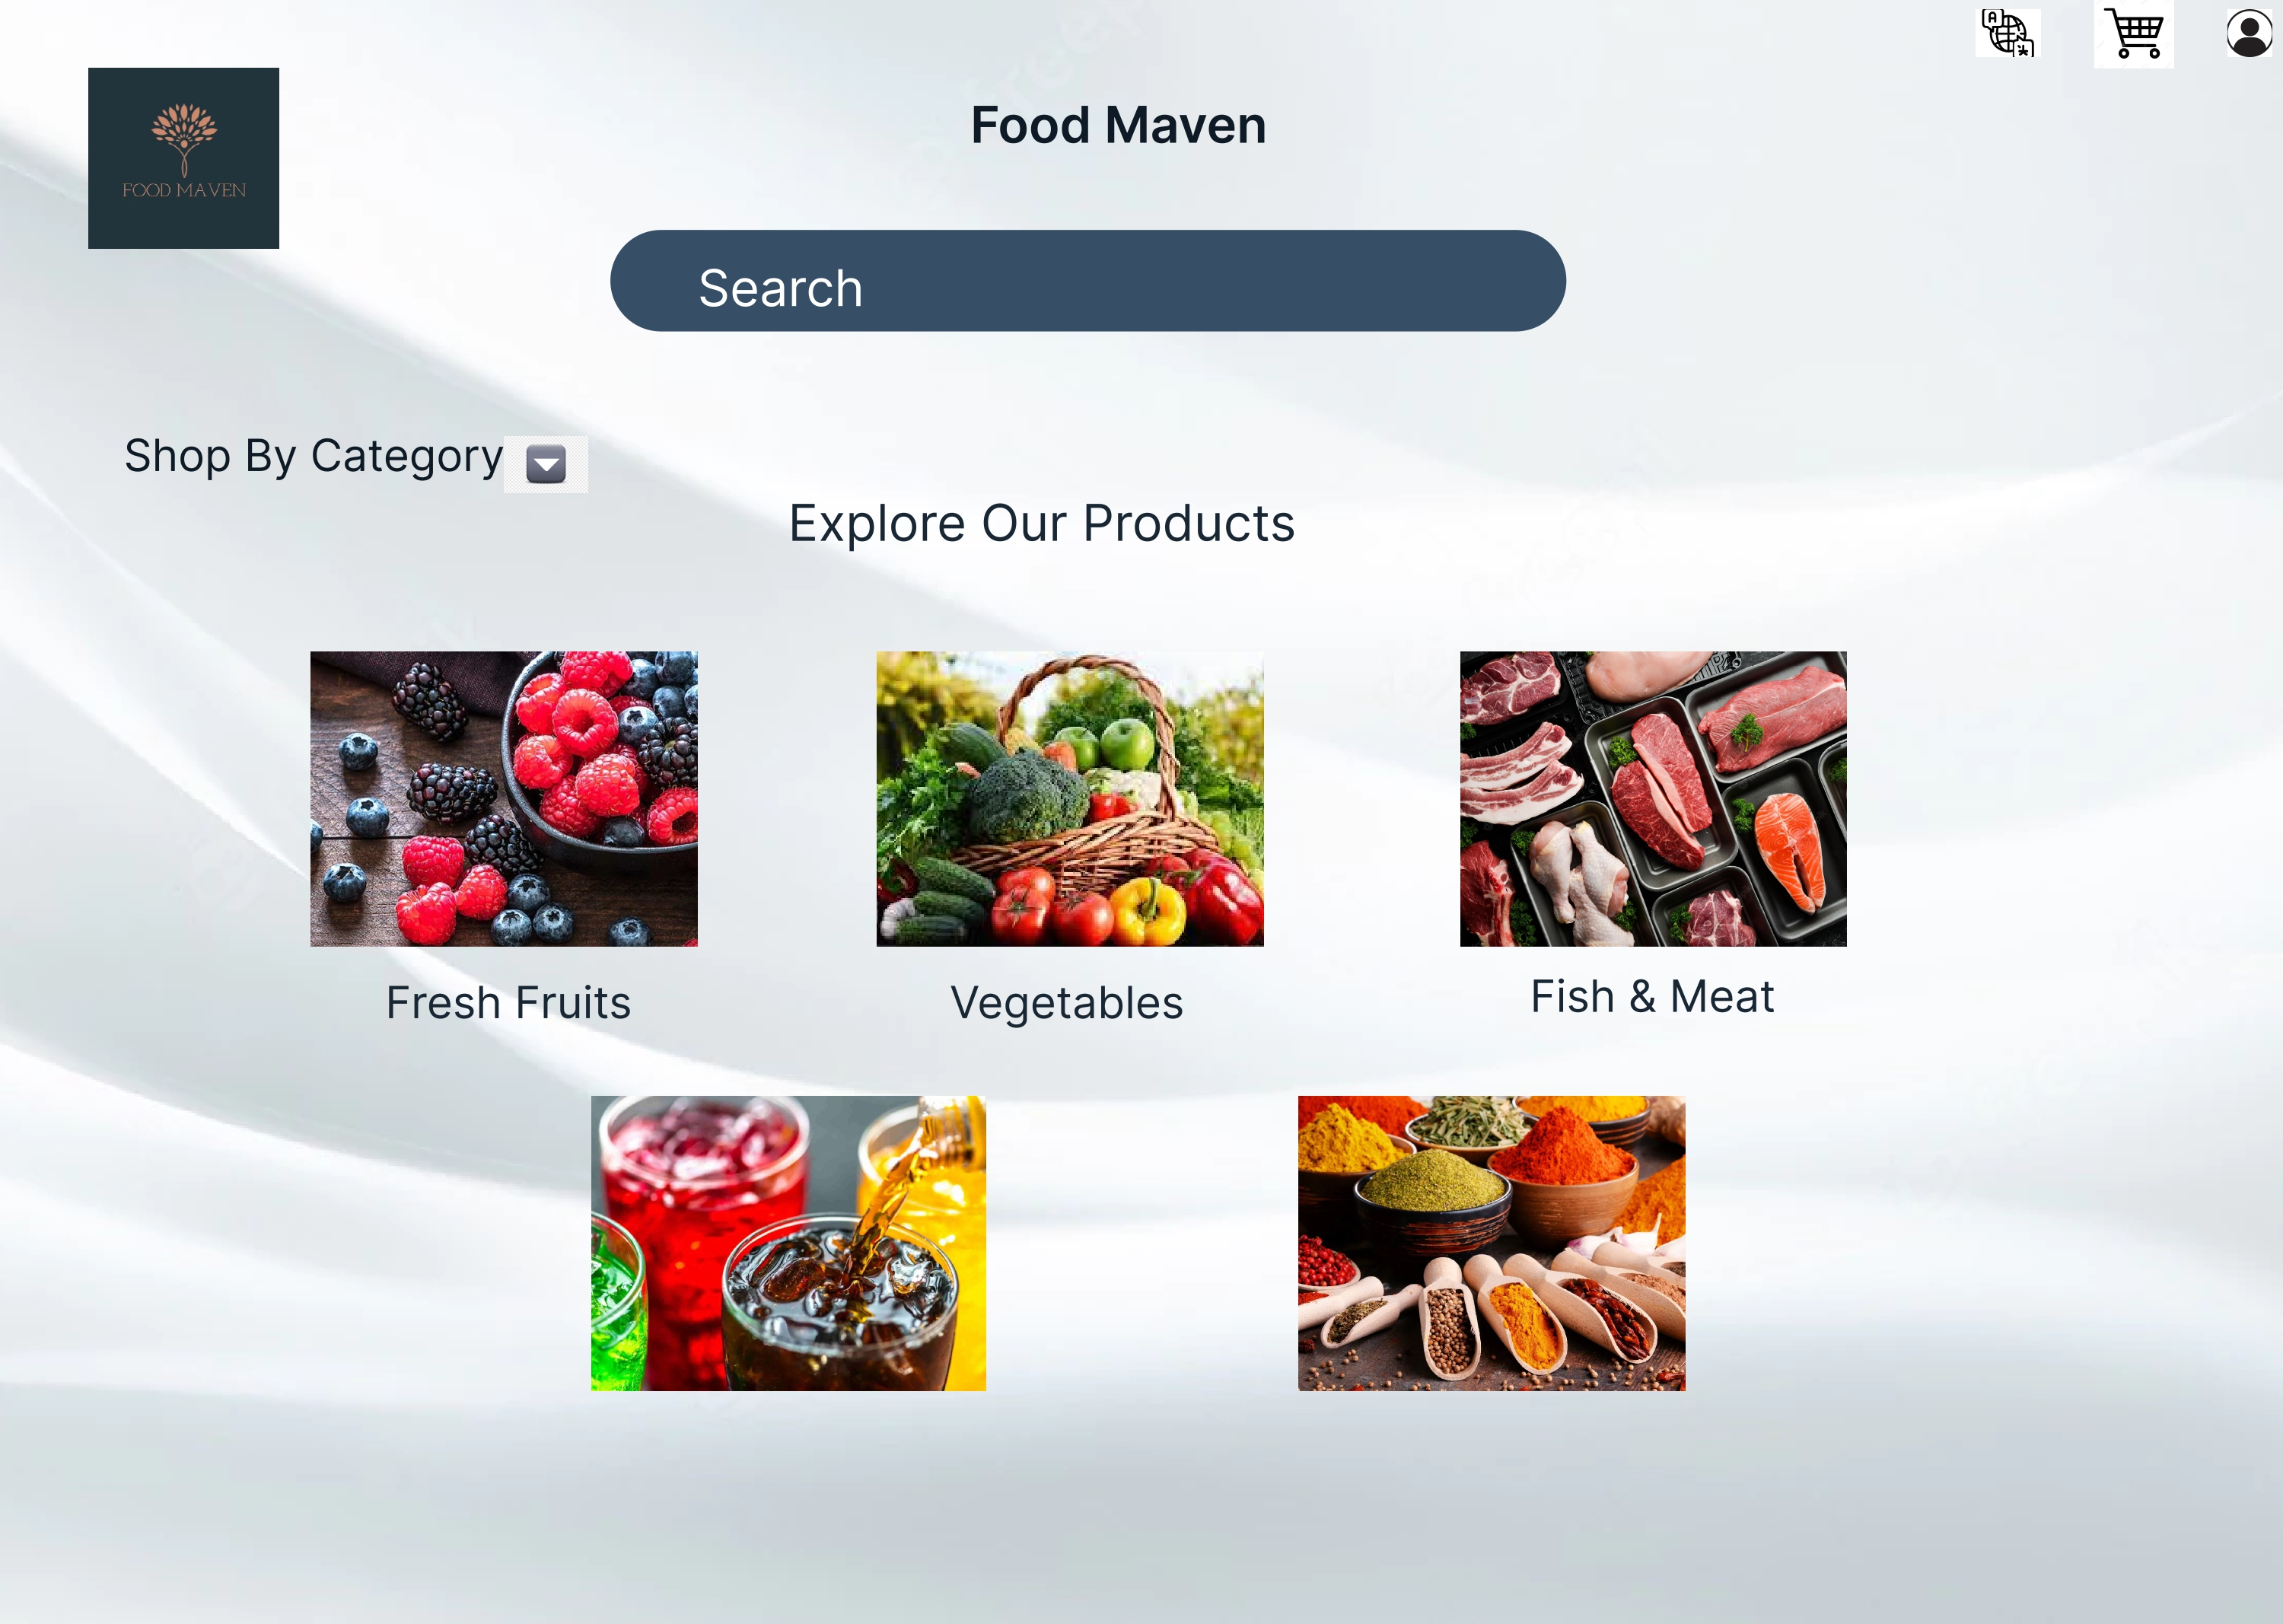 Food Maven
FOOD MAVEN
Search
Shop By Category
Explore Our Products
Fresh Fruits
Vegetables
Fish & Meat